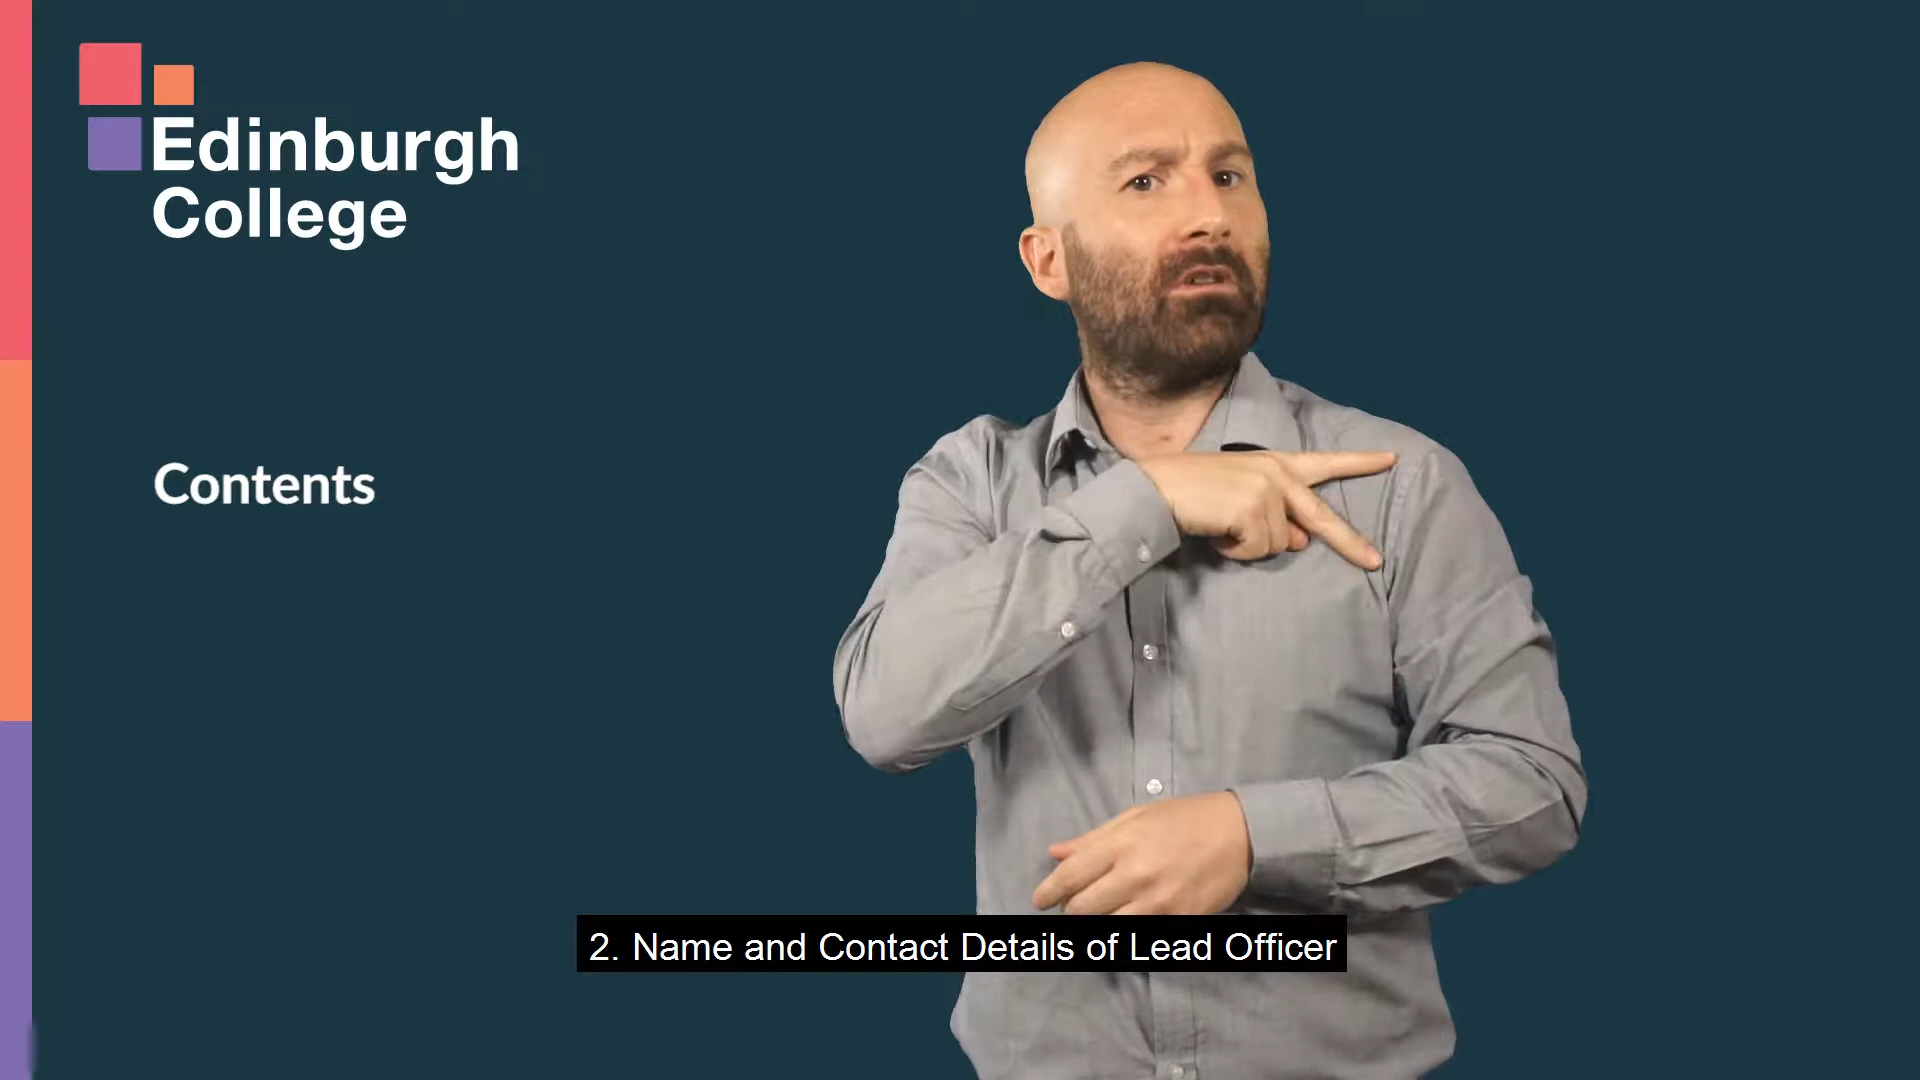 Edinburgh
College
Contents
2. Name and Contact Details of Lead Officer